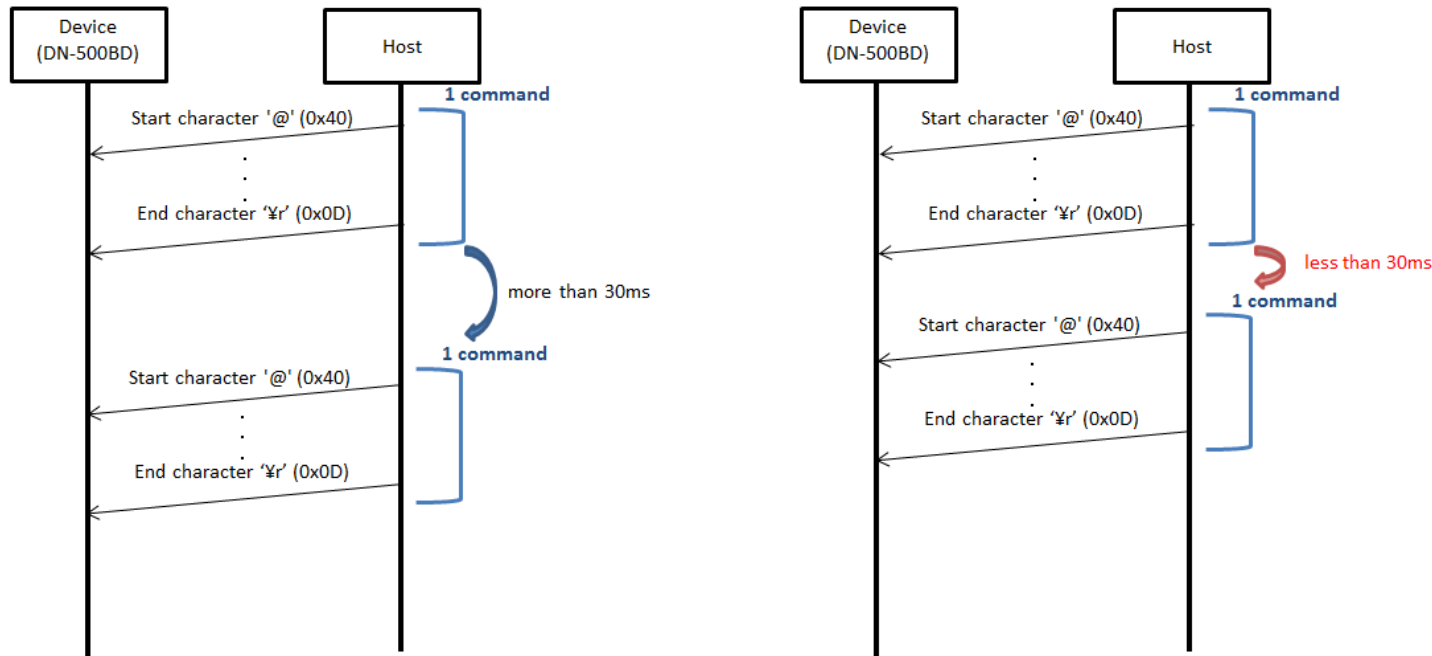 Device
(DN-500BD)
Host
1 command
Start character '@' (0x40)
End character ‘¥r’ (0x0D)
more than 30ms
1 command
Start character '@' (0x40)
End character ‘¥r’ (0x0D)
Device
(DN-500BD)
Host
1 command
Start character '@' (0x40)
End character ‘¥r’ (0x0D)
less than 30ms
1 command
Start character '@' (0x40)
End character ‘¥r’ (0x0D)